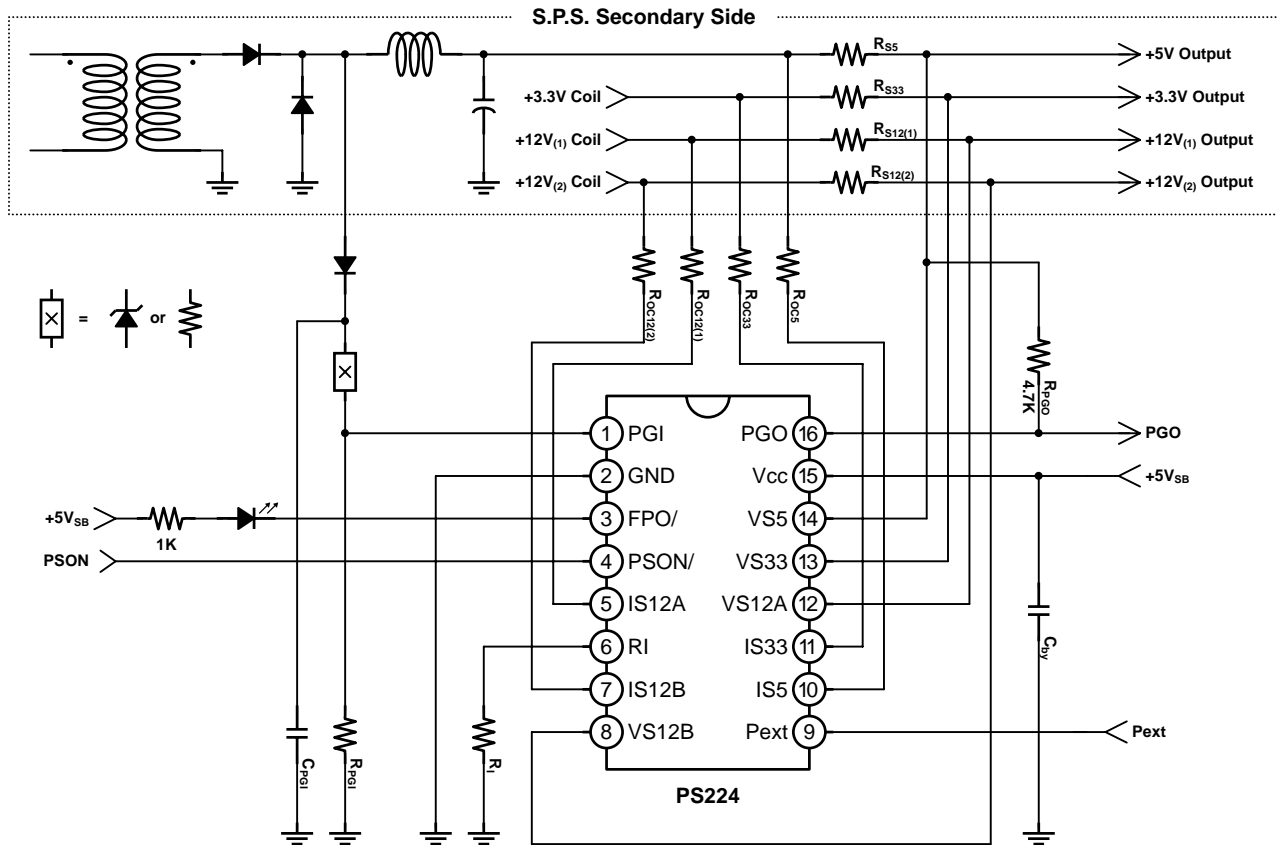 S.P.S. Secondary Side
RS5
+5V Output
+3.3V Coil
RS33
+3.3V Output
+12V(1) Coil
RS12(1)
+12V(1) Output
+12V(2) Coil
RS12(2)
+12V(2) Output
ROC12(2)
ROC12(1)
ROC33
ROC5
= or
RPGO
4.7K
1 PGI
PGO 16
PGO
2 GND
Vcc 15
+5VSB
+5VSB
1K
3 FPO/
VS5 14
PSON
4 PSON/
VS33 13
5 IS12A
VS12A 12
6 RI
IS33 11
7 IS12B
IS5 10
8 VS12B
Pext 9
Pext
Cby
CPGI
RPGI
RI
PS224